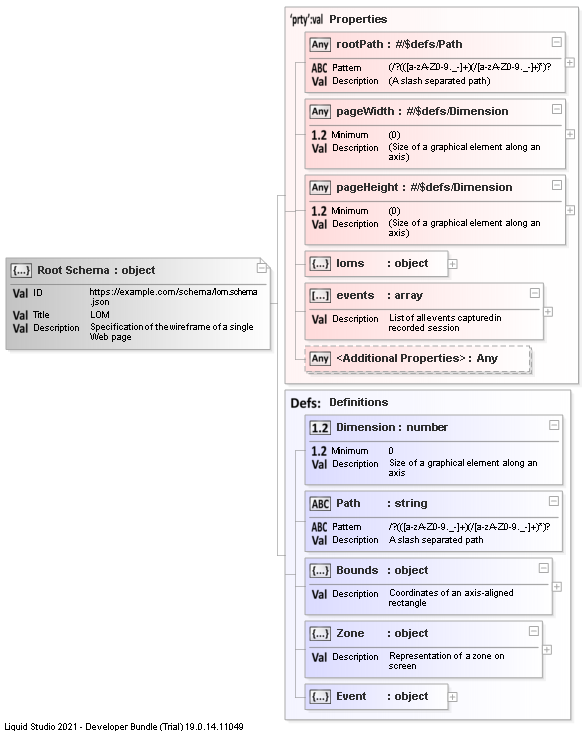 'prty':val Properties
Any rootPath : #/$defs/Path
ABC Pattern (/?(([a-zA-Z0-9._-]+)(/[a-zA-Z0-9._-]+)*)?
Val Description (A slash separated path)
Any pageWidth : #/$defs/Dimension
1.2 Minimum (0)
Val Description (Size of a graphical element along an
axis)
Any pageHeight : #/$defs/Dimension
1.2 Minimum (0)
Val Description (Size of a graphical element along an
axis)
{...} loms : object
[...] events : array
Val Description List of all events captured in
recorded session
Any <Additional Properties> : Any
{...} Root Schema : object
Val ID https://example.com/schema/lom.schema
.json
Val Title LOM
Val Description Specification of the wireframe of a single
Web page
Defs: Definitions
1.2 Dimension : number
1.2 Minimum 0
Val Description Size of a graphical element along an
axis
ABC Path : string
ABC Pattern /?(([a-zA-Z0-9._-]+)(/[a-zA-Z0-9._-]+)*)?
Val Description A slash separated path
{...} Bounds : object
Val Description Coordinates of an axis-aligned
rectangle
{...} Zone : object
Val Description Representation of a zone on
screen
{...} Event : object
Liquid Studio 2021 - Developer Bundle (Trial) 19.0.14.11049